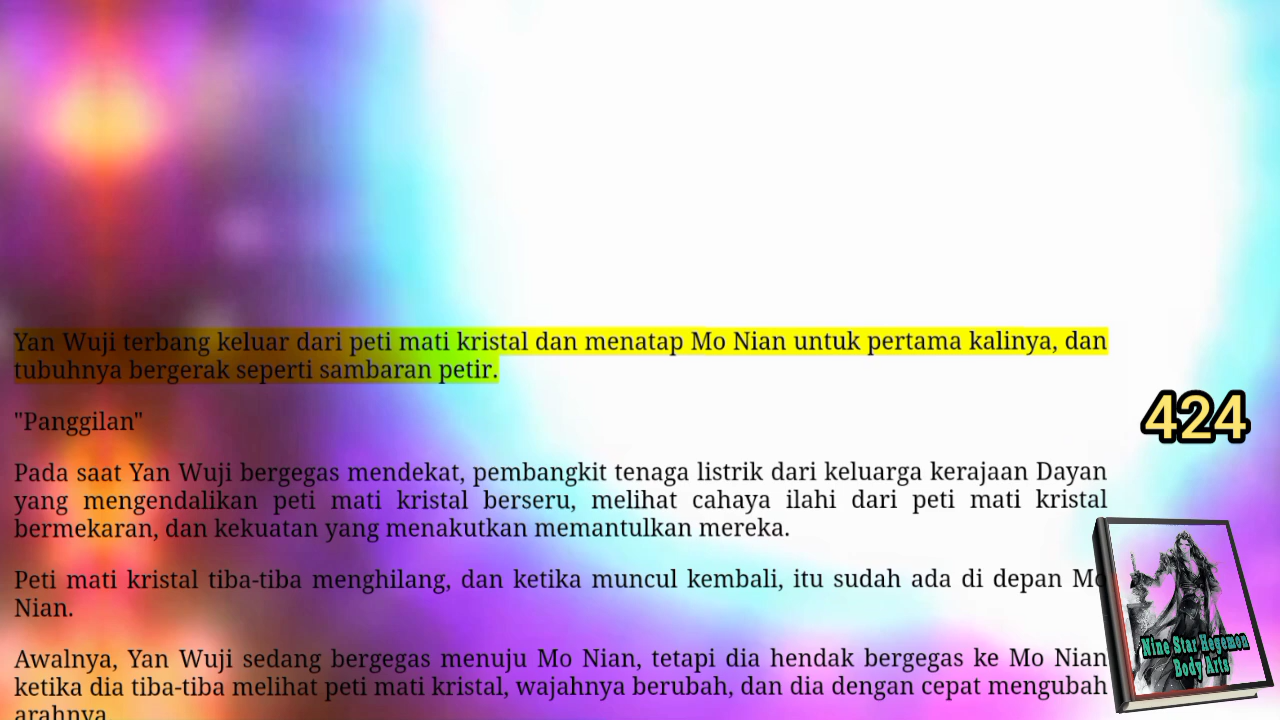 Yan Wuji terbang keluar dari peti mati kristal dan menatap Mo Nian untuk pertama kalinya, dan
tubuhnya bergerak seperti sambaran petir.
"Panggilan"
Pada saat Yan Wuji bergegas mendekat, pembangkit tenaga listrik dari keluarga kerajaan Dayan
yang mengendalikan peti mati kristal berseru, melihat cahaya ilahi dari peti mati kristal
bermekaran, dan kekuatan yang menakutkan memantulkan mereka.
Peti mati kristal tiba-tiba menghilang, dan ketika muncul kembali, itu sudah ada di depan Mo
Nian.
Awalnya, Yan Wuji sedang bergegas menuju Mo Nian, tetapi dia hendak bergegas ke Mo Nian
ketika dia tiba-tiba melihat peti mati kristal, wajahnya berubah, dan dia dengan cepat mengubah
arahnya.
424
Nine Star Hegemon
Body Arts